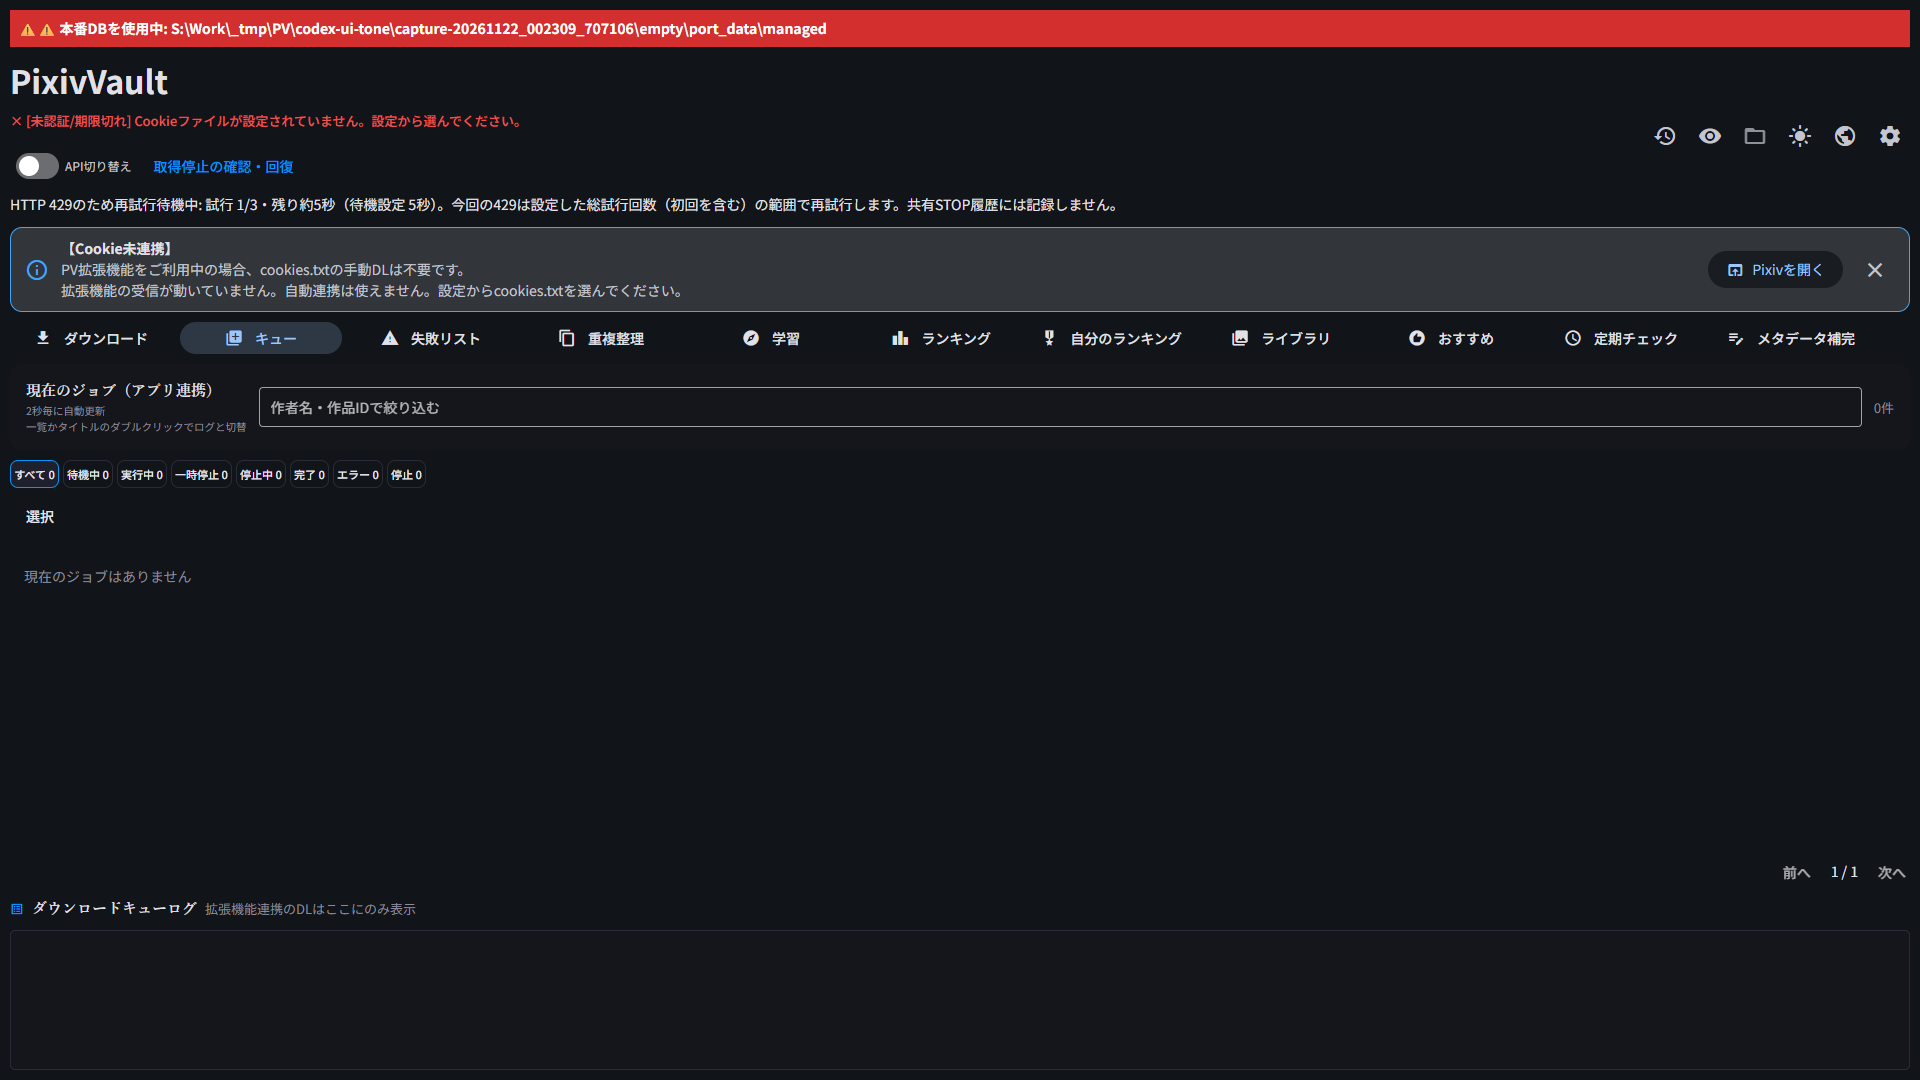 本番DBを使用中: S:\Work\_tmp\PV\codex-ui-tone\capture-20261122_002309_707106\empty\port_data\managed
PixivVault
× [未認証/期限切れ] Cookieファイルが設定されていません。設定から選んでください。
API切り替え 取得停止の確認・回復
HTTP 429のため再試行待機中: 試行 1/3・残り約5秒（待機設定 5秒）。今回の429は設定した総試行回数（初回を含む）の範囲で再試行します。共有STOP履歴には記録しません。
【Cookie未連携】
PV拡張機能をご利用中の場合、cookies.txtの手動DLは不要です。
拡張機能の受信が動いていません。自動連携は使えません。設定からcookies.txtを選んでください。
Pixivを開く
ダウンロード キュー 失敗リスト 重複整理 学習 ランキング 自分のランキング ライブラリ おすすめ 定期チェック メタデータ補完
現在のジョブ（アプリ連携）
2秒毎に自動更新
一覧かタイトルのダブルクリックでログと切替
作者名・作品IDで絞り込む
0件
すべて 0 待機中 0 実行中 0 一時停止 0 停止中 0 完了 0 エラー 0 停止 0
選択
現在のジョブはありません
前へ 1 / 1 次へ
ダウンロードキューログ 拡張機能連携のDLはここにのみ表示